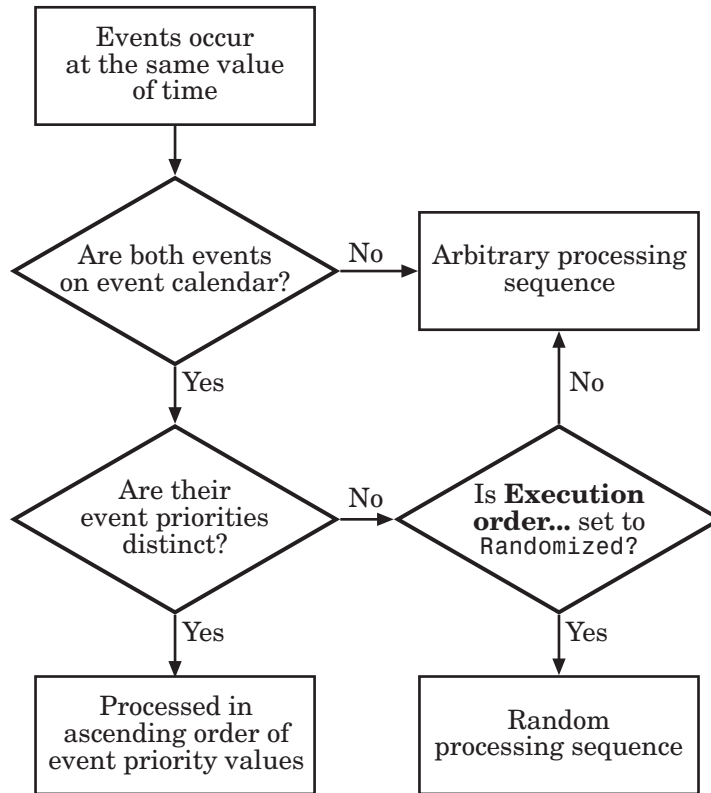 Events occur
at the same value
of time
Are both events
on event calendar?
No
Arbitrary processing
sequence
Yes
No
Are their
event priorities
distinct?
No
Is Execution
order... set to
Randomized?
Yes
Yes
Processed in
ascending order of
event priority values
Random
processing sequence